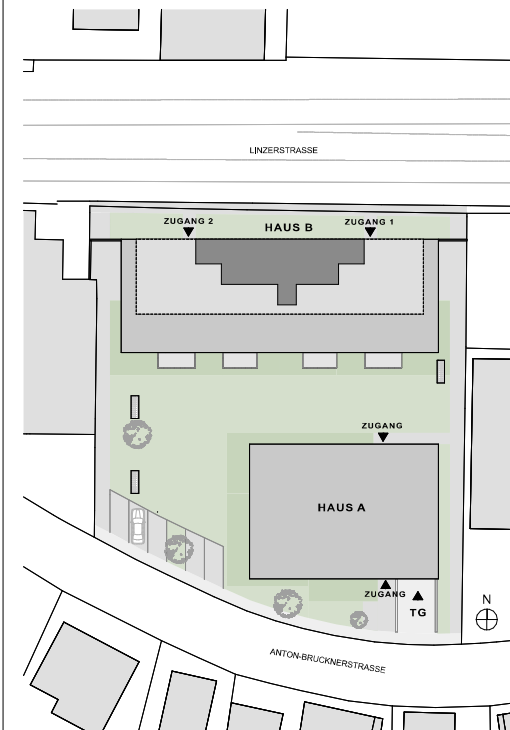 LINZERSTRASSE
ZUGANG 2
ZUGANG 1
HAUS B
ZUGANG
HAUS A
ZUGANG
TG
N
ANTON-BRUCKNERSTRASSE